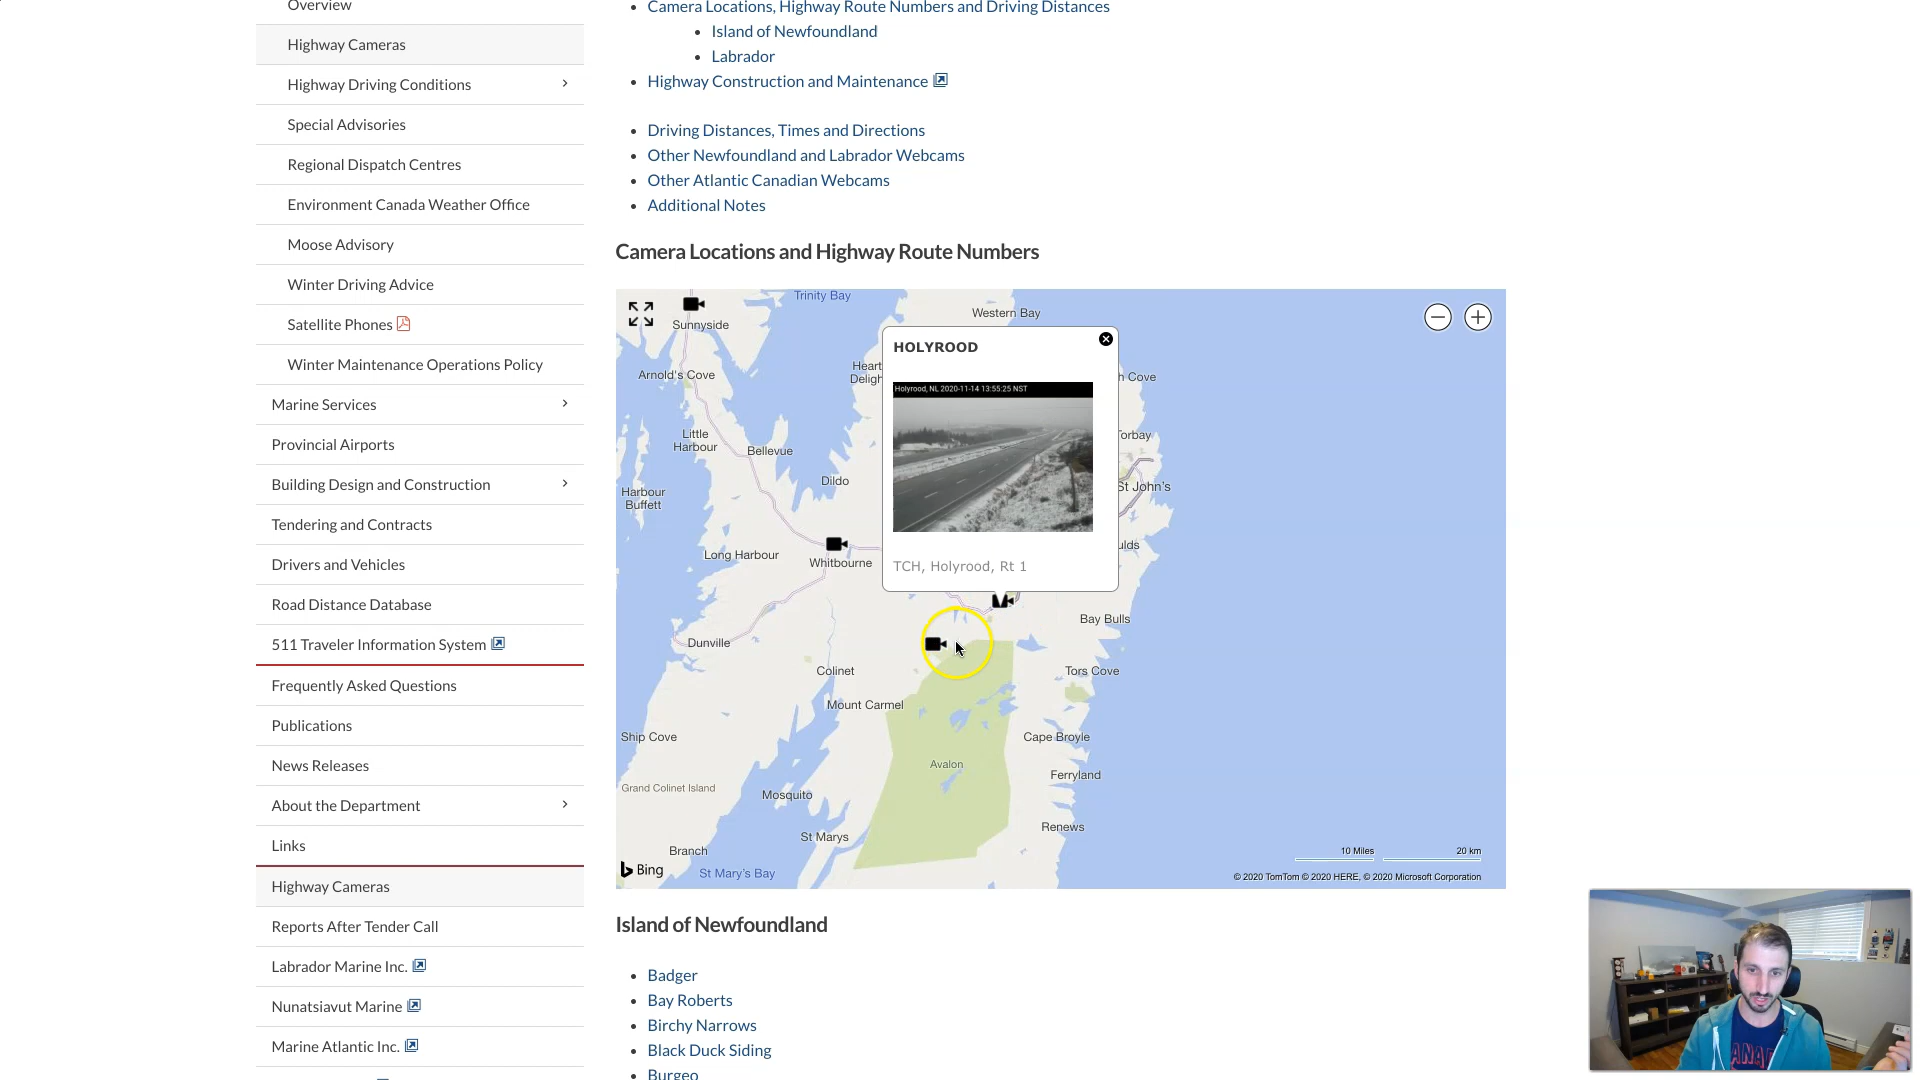 Overview
Highway Cameras
Highway Driving Conditions
Special Advisories
Regional Dispatch Centres
Environment Canada Weather Office
Moose Advisory
Winter Driving Advice
Satellite Phones
Winter Maintenance Operations Policy
Marine Services
Provincial Airports
Building Design and Construction
Tendering and Contracts
Drivers and Vehicles
Road Distance Database
511 Traveler Information System
Frequently Asked Questions
Publications
News Releases
About the Department
Links
Highway Cameras
Reports After Tender Call
Labrador Marine Inc.
Nunatsiavut Marine
Marine Atlantic Inc.
Camera Locations, Highway Route Numbers and Driving Distances
Island of Newfoundland
Labrador
Highway Construction and Maintenance
Driving Distances, Times and Directions
Other Newfoundland and Labrador Webcams
Other Atlantic Canadian Webcams
Additional Notes
Camera Locations and Highway Route Numbers
Trinity Bay
Western Bay
Sunnyside
HOLYROOD
Heart
Deligh
Arnold's Cove
h Cove
Holyrood, NL 2020-11-14 13:55:25 NST
Little
Harbour
Bellevue
Torbay
Dildo
St John's
Harbour
Buffett
Long Harbour
ulds
Whitbourne
TCH, Holyrood, Rt 1
Bay Bulls
Dunville
Colinet
Tors Cove
Mount Carmel
Ship Cove
Cape Broyle
Avalon
Ferryland
Grand Colinet Island
Mosquito
St Marys
Renews
Branch
10 Miles
20 km
Bing
St Mary's Bay
© 2020 TomTom © 2020 HERE, © 2020 Microsoft Corporation
Island of Newfoundland
Badger
Bay Roberts
Birchy Narrows
Black Duck Siding
Burgeo
ANA